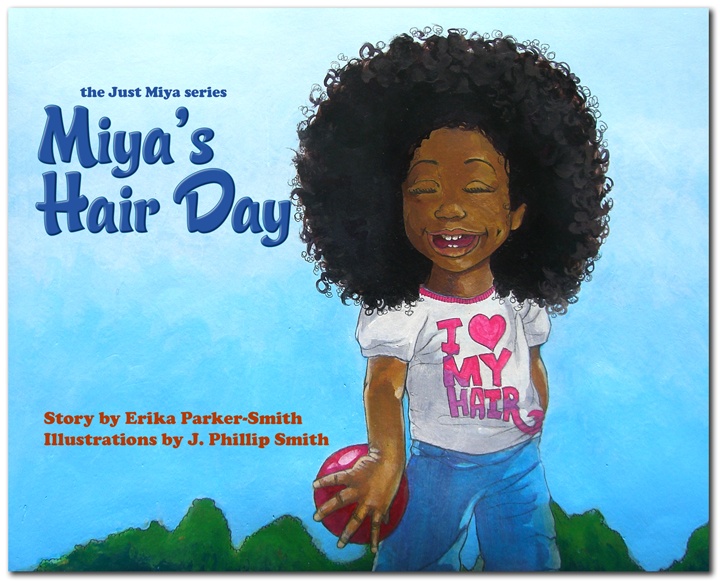 the Just Miya series
Miya's
Hair Day
I ♥
MY
HAIR
Story by Erika Parker-Smith
Illustrations by J. Phillip Smith